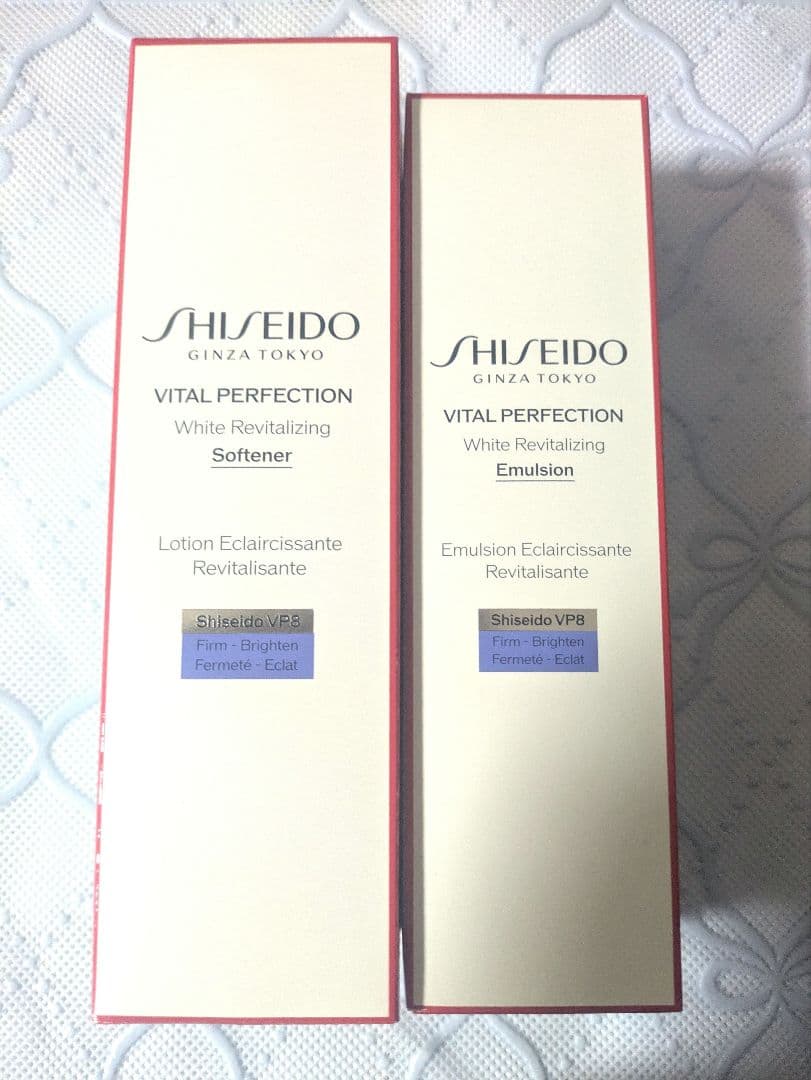 SHISEIDO
GINZA TOKYO
VITAL PERFECTION
White Revitalizing
Softener
Lotion Eclaircissante
Revitalisante
Shiseido VP8
Firm - Brighten
Fermeté - Eclat
SHISEIDO
GINZA TOKYO
VITAL PERFECTION
White Revitalizing
Emulsion
Emulsion Eclaircissante
Revitalisante
Shiseido VP8
Firm - Brighten
Fermeté - Eclat